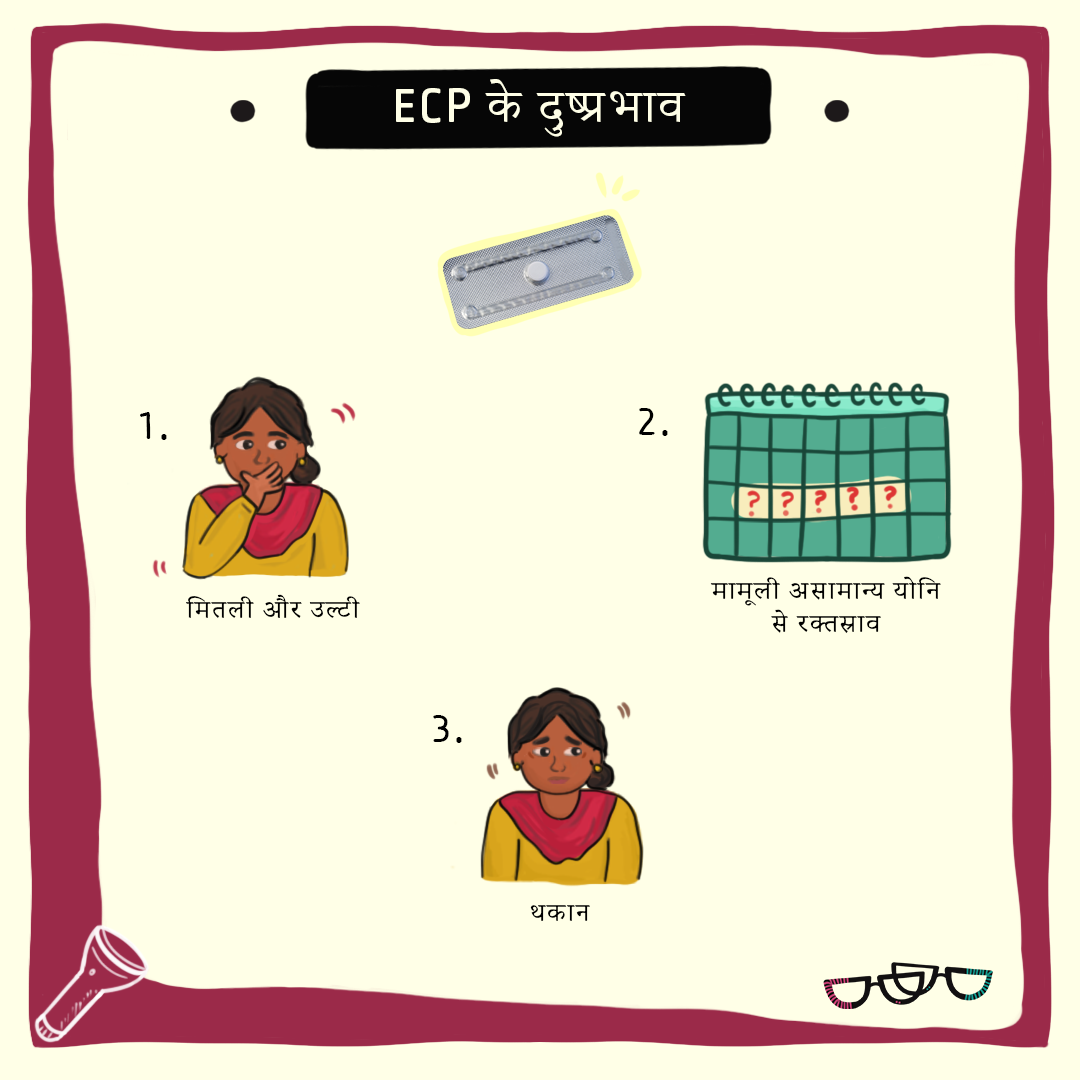 ECP के दुष्प्रभाव
1.
मितली और उल्टी
2.
? ? ? ? ?
मामूली असामान्य योनि
से रक्तस्राव
3.
थकान